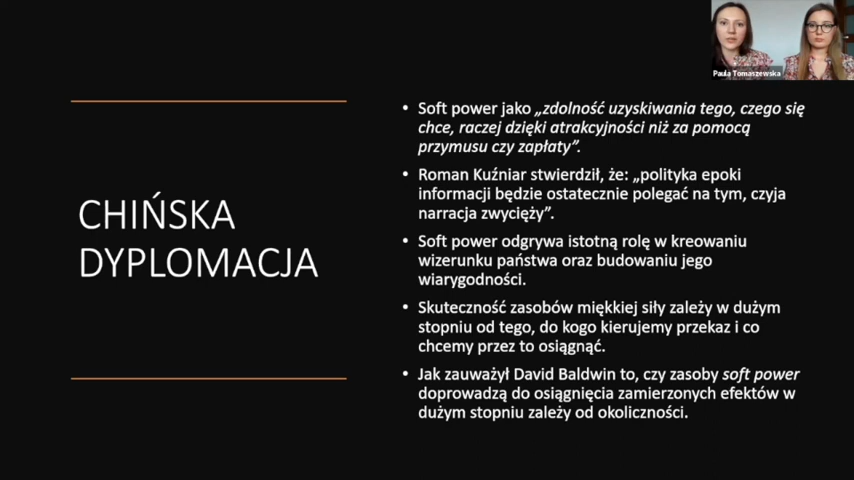 Paula Tomaszewska
CHIŃSKA
DYPLOMACJA
• Soft power jako „zdolność uzyskiwania tego, czego się
chce, raczej dzięki atrakcyjności niż za pomocą
przymusu czy zapłaty”.
• Roman Kuźniar stwierdził, że: „polityka epoki
informacji będzie ostatecznie polegać na tym, czyja
narracja zwycięży”.
• Soft power odgrywa istotną rolę w kreowaniu
wizerunku państwa oraz budowaniu jego
wiarygodności.
• Skuteczność zasobów miękkiej siły zależy w dużym
stopniu od tego, do kogo kierujemy przekaz i co
chcemy przez to osiągnąć.
• Jak zauważył David Baldwin to, czy zasoby soft power
doprowadzą do osiągnięcia zamierzonych efektów w
dużym stopniu zależy od okoliczności.